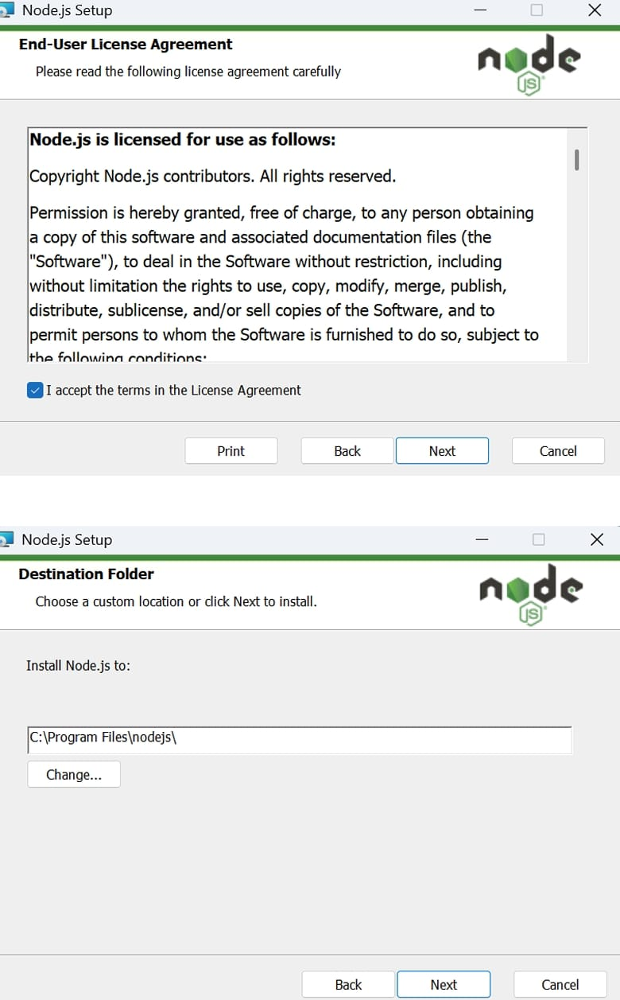 Node.js Setup
End-User License Agreement
Please read the following license agreement carefully
node
JS
Node.js is licensed for use as follows:
Copyright Node.js contributors. All rights reserved.
Permission is hereby granted, free of charge, to any person obtaining
a copy of this software and associated documentation files (the
"Software"), to deal in the Software without restriction, including
without limitation the rights to use, copy, modify, merge, publish,
distribute, sublicense, and/or sell copies of the Software, and to
permit persons to whom the Software is furnished to do so, subject to
the following conditions:
I accept the terms in the License Agreement
Print Back Next Cancel
Node.js Setup
Destination Folder
Choose a custom location or click Next to install.
node
JS
Install Node.js to:
C:\Program Files\nodejs\
Change...
Back Next Cancel